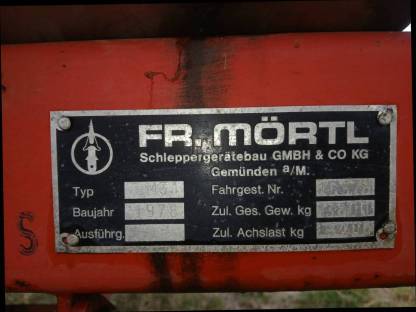 FR. MÖRTL
Schleppergerätebau GMBH & CO KG
Gemünden a/M.
Typ Fahrgest. Nr.
Baujahr 1978 Zul. Ges. Gew. kg
Ausführg. Zul. Achslast kg